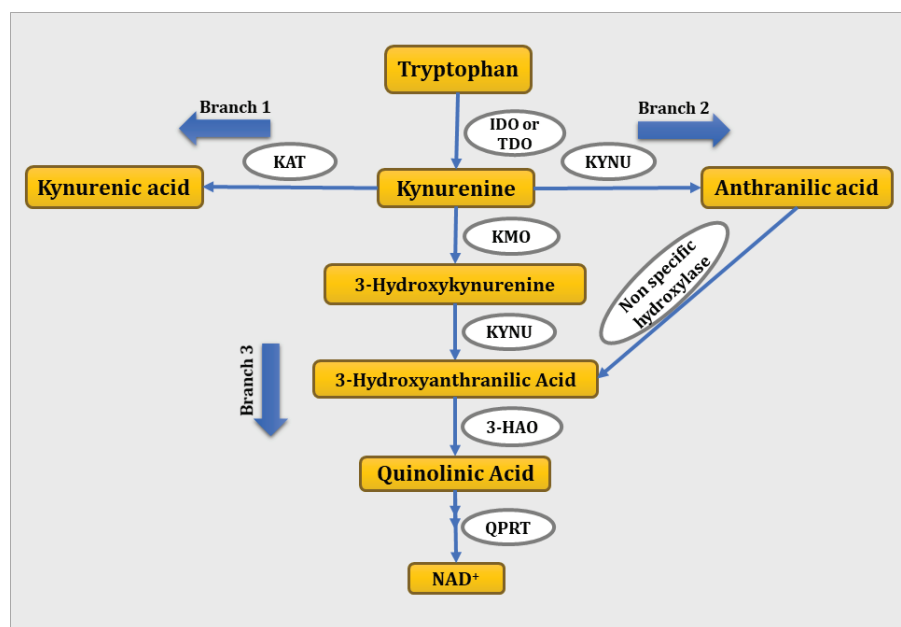 Tryptophan
Branch 1
Branch 2
IDO or
TDO
KAT
KYNU
Kynurenic acid
Kynurenine
Anthranilic acid
KMO
3-Hydroxykynurenine
Non specific
hydroxylase
KYNU
Branch 3
3-Hydroxyanthranilic Acid
3-HAO
Quinolinic Acid
QPRT
NAD⁺